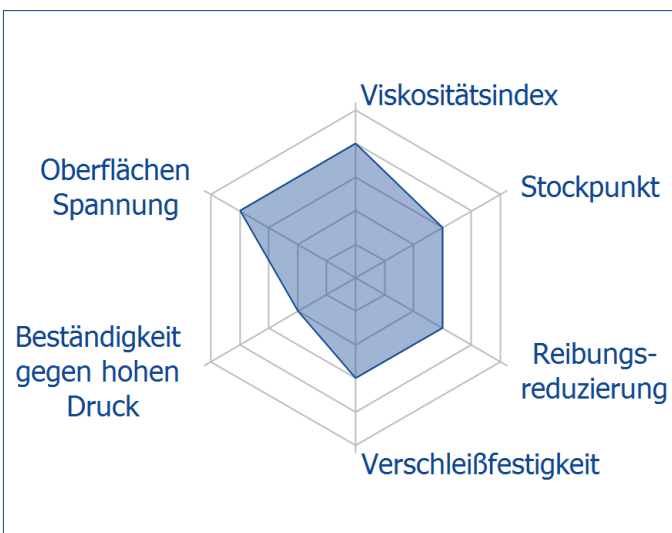 Viskositätsindex
Stockpunkt
Reibungs-
reduzierung
Verschleißfestigkeit
Beständigkeit
gegen hohen
Druck
Oberflächen
Spannung